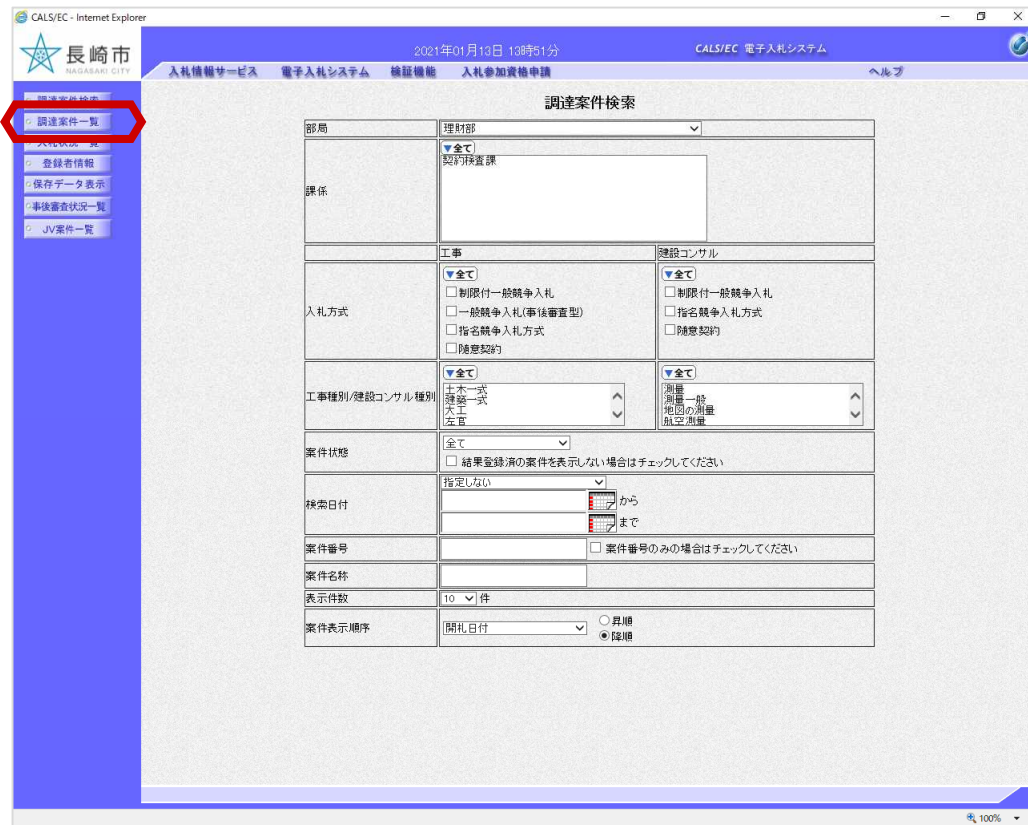 CALS/EC - Internet Explorer
長崎市
NAGASAKI CITY
2021年01月13日 13時51分
CALS/EC 電子入札システム
入札情報サービス 電子入札システム 検証機能 入札参加資格申請 ヘルプ
調達案件検索
調達案件一覧
入札状況一覧
登録者情報
保存データ表示
事後審査状況一覧
JV案件一覧
調達案件検索
部局 理財部
課係 ▼全て
契約検査課
工事 建設コンサル
入札方式
▼全て
制限付一般競争入札
一般競争入札(事後審査型)
指名競争入札方式
随意契約
▼全て
制限付一般競争入札
指名競争入札方式
随意契約
工事種別/建設コンサル種別
▼全て
土木一式
建築一式
大工
左官
▼全て
測量
測量一般
地図の測量
航空測量
案件状態 全て
結果登録済の案件を表示しない場合はチェックしてください
検索日付 指定しない
から
まで
案件番号 案件番号のみの場合はチェックしてください
案件名称
表示件数 10 件
案件表示順序 開札日付
昇順
降順
100%